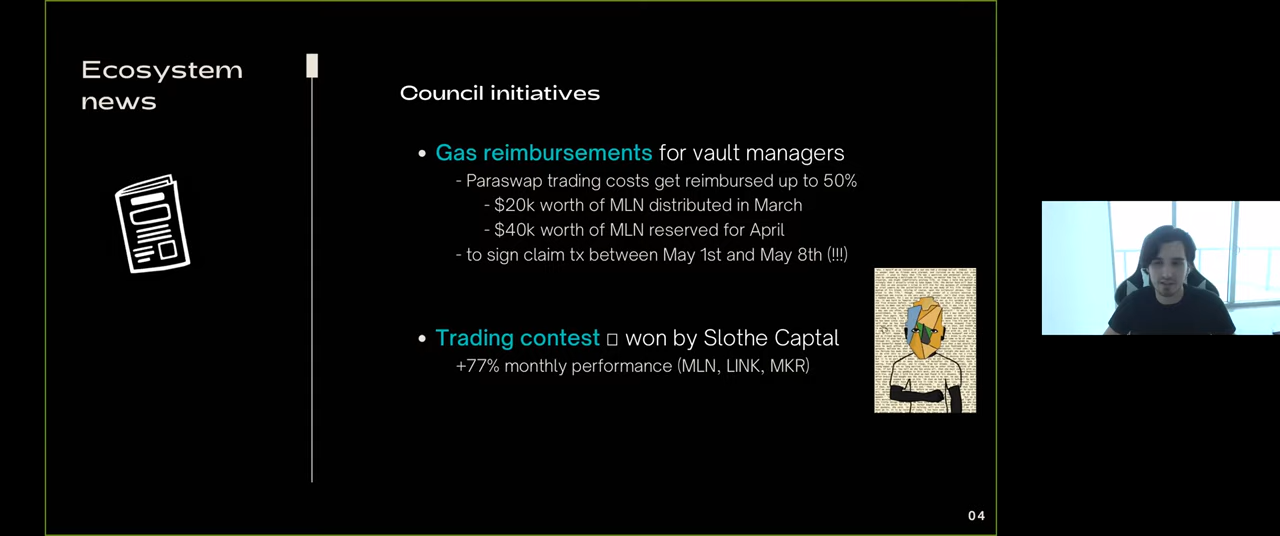 Ecosystem
news
Council initiatives
• Gas reimbursements for vault managers
- Paraswap trading costs get reimbursed up to 50%
- $20k worth of MLN distributed in March
- $40k worth of MLN reserved for April
- to sign claim tx between May 1st and May 8th (!!!)
• Trading contest □ won by Slothe Captal
+77% monthly performance (MLN, LINK, MKR)
04